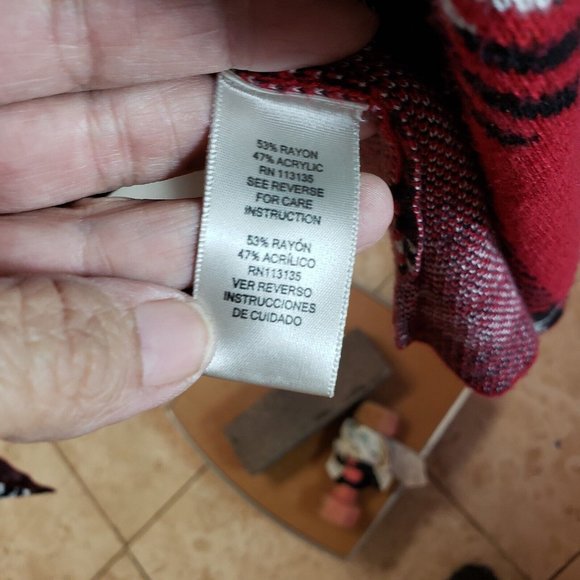 53% RAYON
47% ACRYLIC
RN 113135
SEE REVERSE
FOR CARE
INSTRUCTION
53% RAYÓN
47% ACRÍLICO
RN113135
VER REVERSO
INSTRUCCIONES
DE CUIDADO